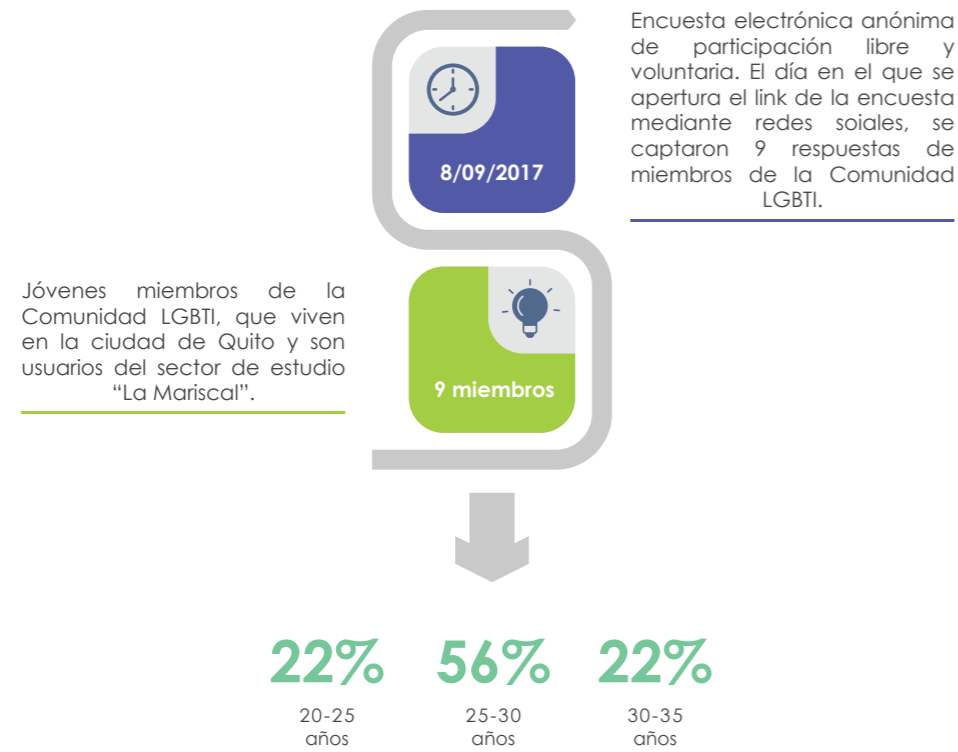 Encuesta electrónica anónima
de participación libre y
voluntaria. El día en el que se
apertura el link de la encuesta
mediante redes soiales, se
captaron 9 respuestas de
miembros de la Comunidad
LGBTI.
8/09/2017
Jóvenes miembros de la
Comunidad LGBTI, que viven
en la ciudad de Quito y son
usuarios del sector de estudio
“La Mariscal”.
9 miembros
22% 56% 22%
20-25 25-30 30-35
años años años